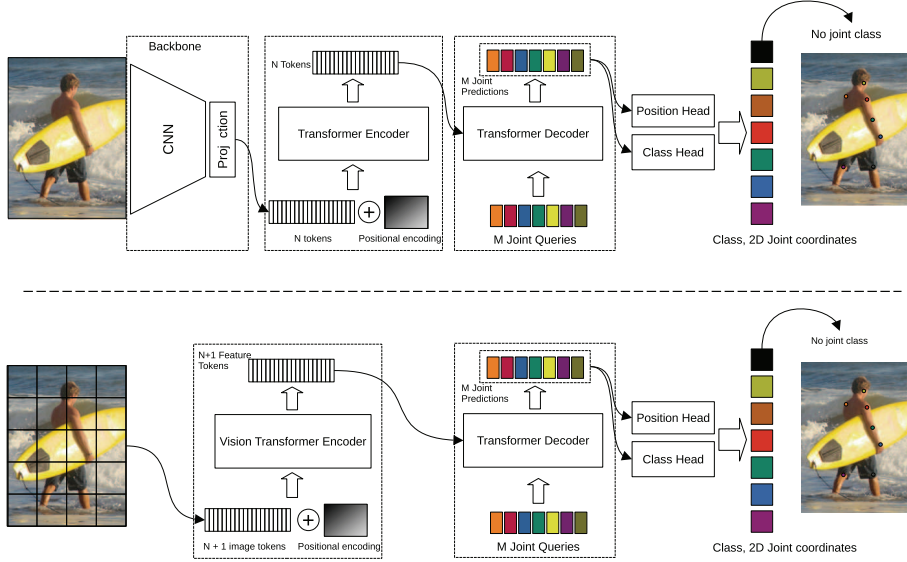 No joint class
Backbone
N Tokens
M Joint
Predictions
CNN
Proj ction
Transformer Encoder
Transformer Decoder
Position Head
Class Head
N tokens
Positional encoding
M Joint Queries
Class, 2D Joint coordinates
No joint class
N+1 Feature
Tokens
M Joint
Predictions
Vision Transformer Encoder
Transformer Decoder
Position Head
Class Head
N + 1 image tokens
Positional encoding
M Joint Queries
Class, 2D Joint coordinates